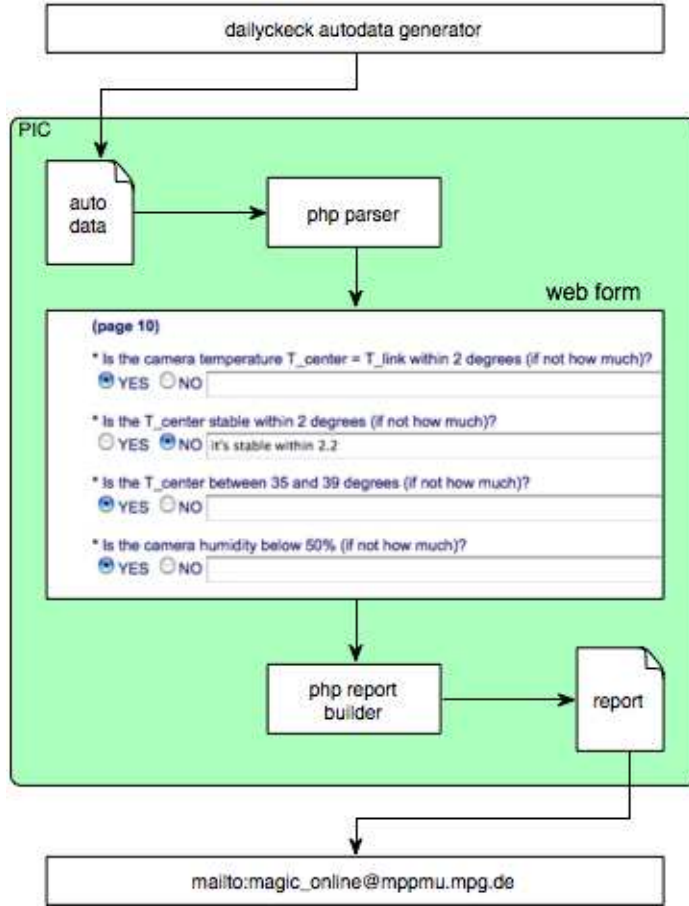 dailyckeck autodata generator
PIC
auto
data
php parser
web form
(page 10)
* Is the camera temperature T_center = T_link within 2 degrees (if not how much)?
YES NO
* Is the T_center stable within 2 degrees (if not how much)?
YES NO it's stable within 2.2
* Is the T_center between 35 and 39 degrees (if not how much)?
YES NO
* Is the camera humidity below 50% (if not how much)?
YES NO
php report
builder
report
mailto:magic_online@mppmu.mpg.de